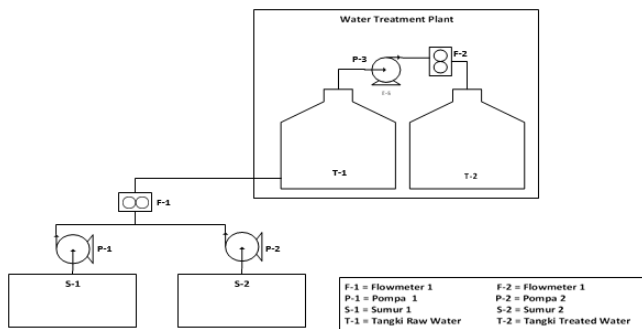 Water Treatment Plant
P-3
F-2
T-1
T-2
F-1
P-1
P-2
S-1
S-2
F-1 = Flowmeter 1
F-2 = Flowmeter 1
P-1 = Pompa 1
P-2 = Pompa 2
S-1 = Sumur 1
S-2 = Sumur 2
T-1 = Tangki Raw Water
T-2 = Tangki Treated Water